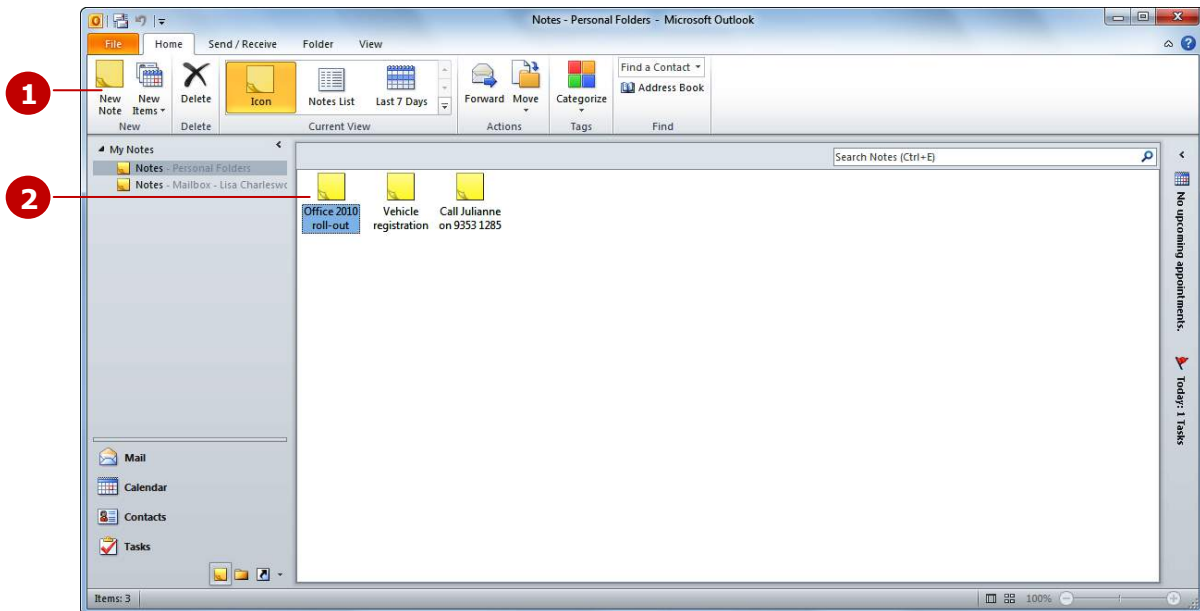 Notes - Personal Folders - Microsoft Outlook
File Home Send / Receive Folder View
1
New Note
New Items
Delete
Icon
Notes List
Last 7 Days
Forward
Move
Categorize
Find a Contact
Address Book
New Delete Current View Actions Tags Find
My Notes
Notes - Personal Folders
Notes - Mailbox - Lisa Charleswc
Search Notes (Ctrl+E)
2
Office 2010
roll-out
Vehicle
registration
Call Julianne
on 9353 1285
No upcoming appointments.
Today: 1 Tasks
Mail
Calendar
Contacts
Tasks
Items: 3
100%